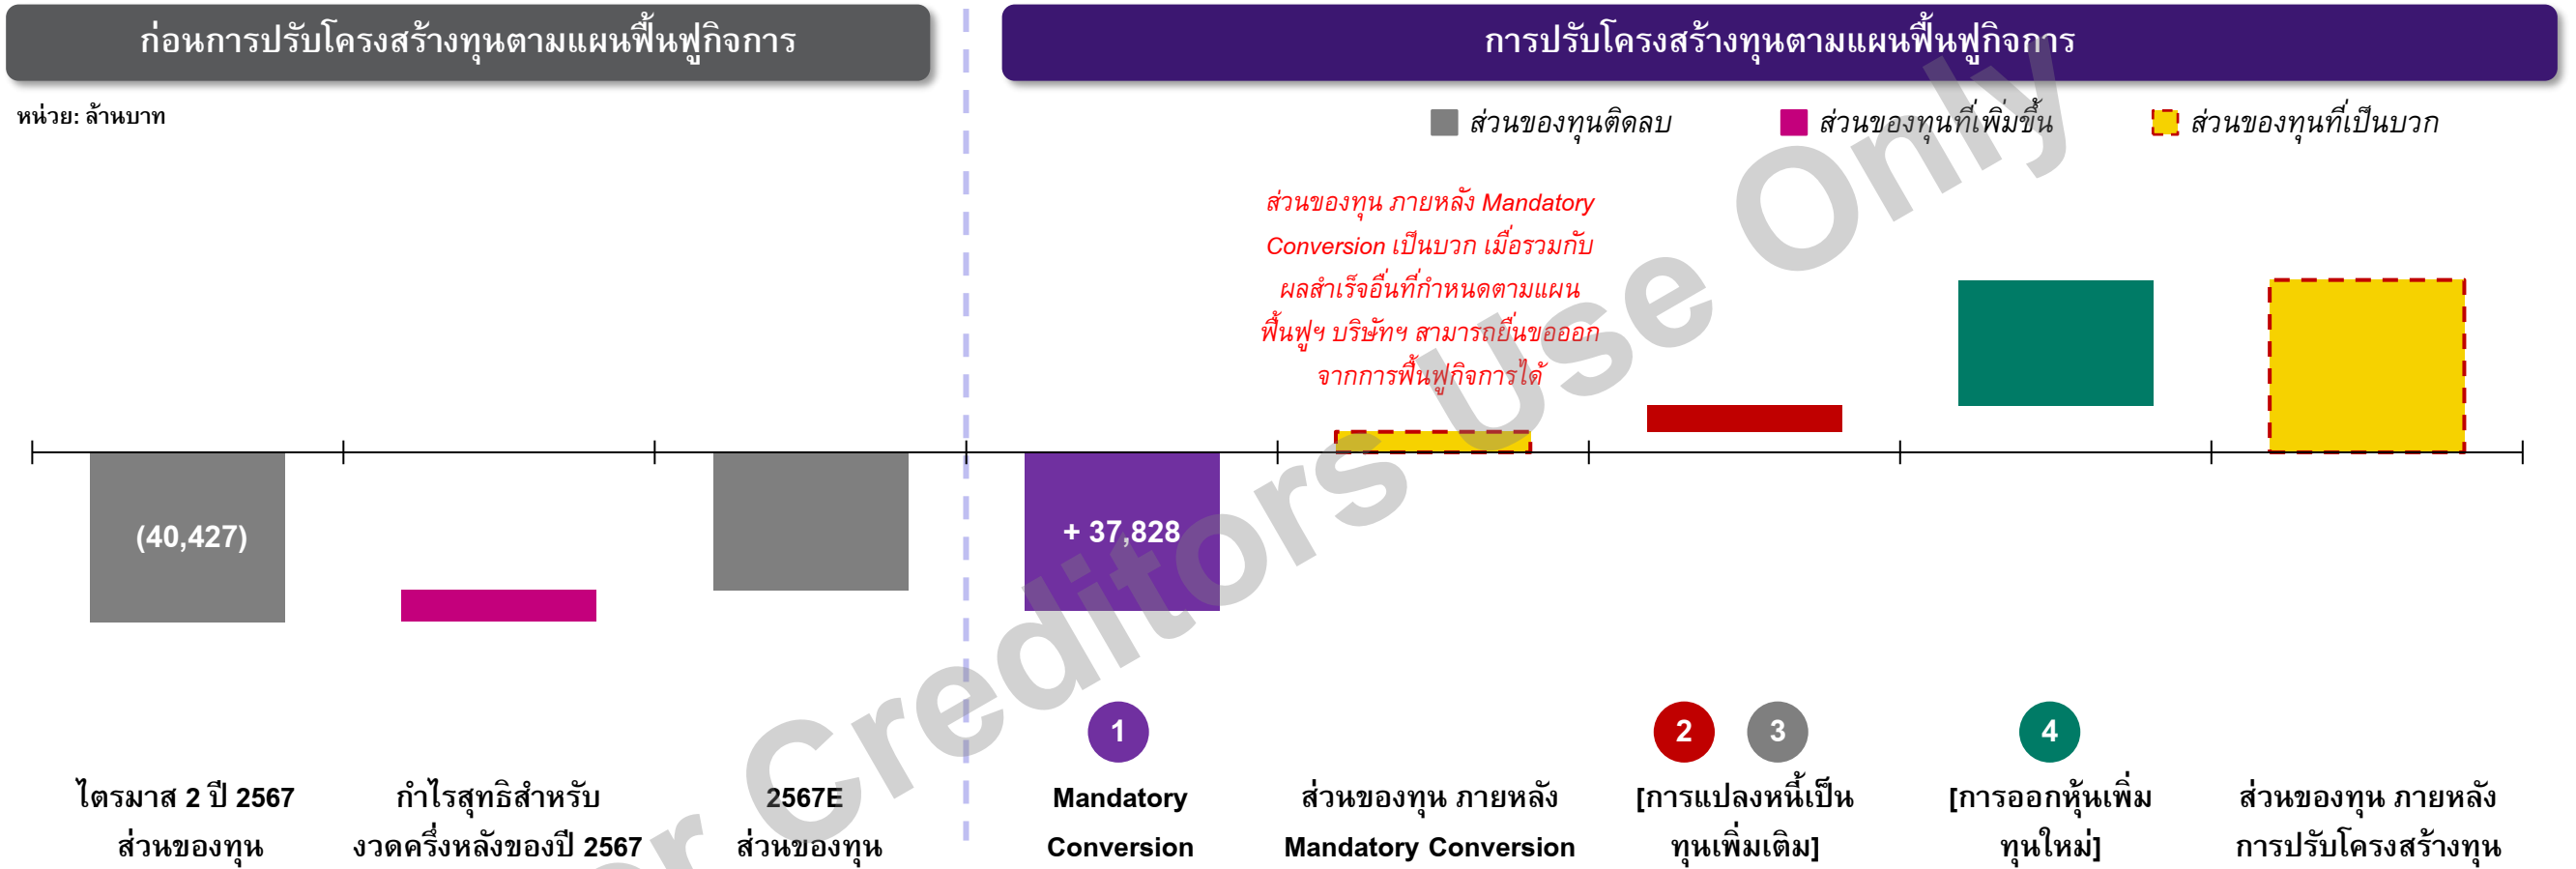 ก่อนการปรับโครงสร้างทุนตามแผนฟื้นฟูกิจการ
การปรับโครงสร้างทุนตามแผนฟื้นฟูกิจการ
หน่วย: ล้านบาท
ส่วนของทุนติดลบ
ส่วนของทุนที่เพิ่มขึ้น
ส่วนของทุนที่เป็นบวก
ส่วนของทุน ภายหลัง Mandatory
Conversion เป็นบวก เมื่อรวมกับ
ผลสำเร็จอื่นที่กำหนดตามแผน
ฟื้นฟูฯ บริษัทฯ สามารถยื่นขอออก
จากการฟื้นฟูกิจการได้
(40,427)
+ 37,828
1
2
3
4
ไตรมาส 2 ปี 2567
ส่วนของทุน
กำไรสุทธิสำหรับ
งวดครึ่งหลังของปี 2567
2567E
ส่วนของทุน
Mandatory
Conversion
ส่วนของทุน ภายหลัง
Mandatory Conversion
[การแปลงหนี้เป็น
ทุนเพิ่มเติม]
[การออกหุ้นเพิ่ม
ทุนใหม่]
ส่วนของทุน ภายหลัง
การปรับโครงสร้างทุน
Creditors Use Only